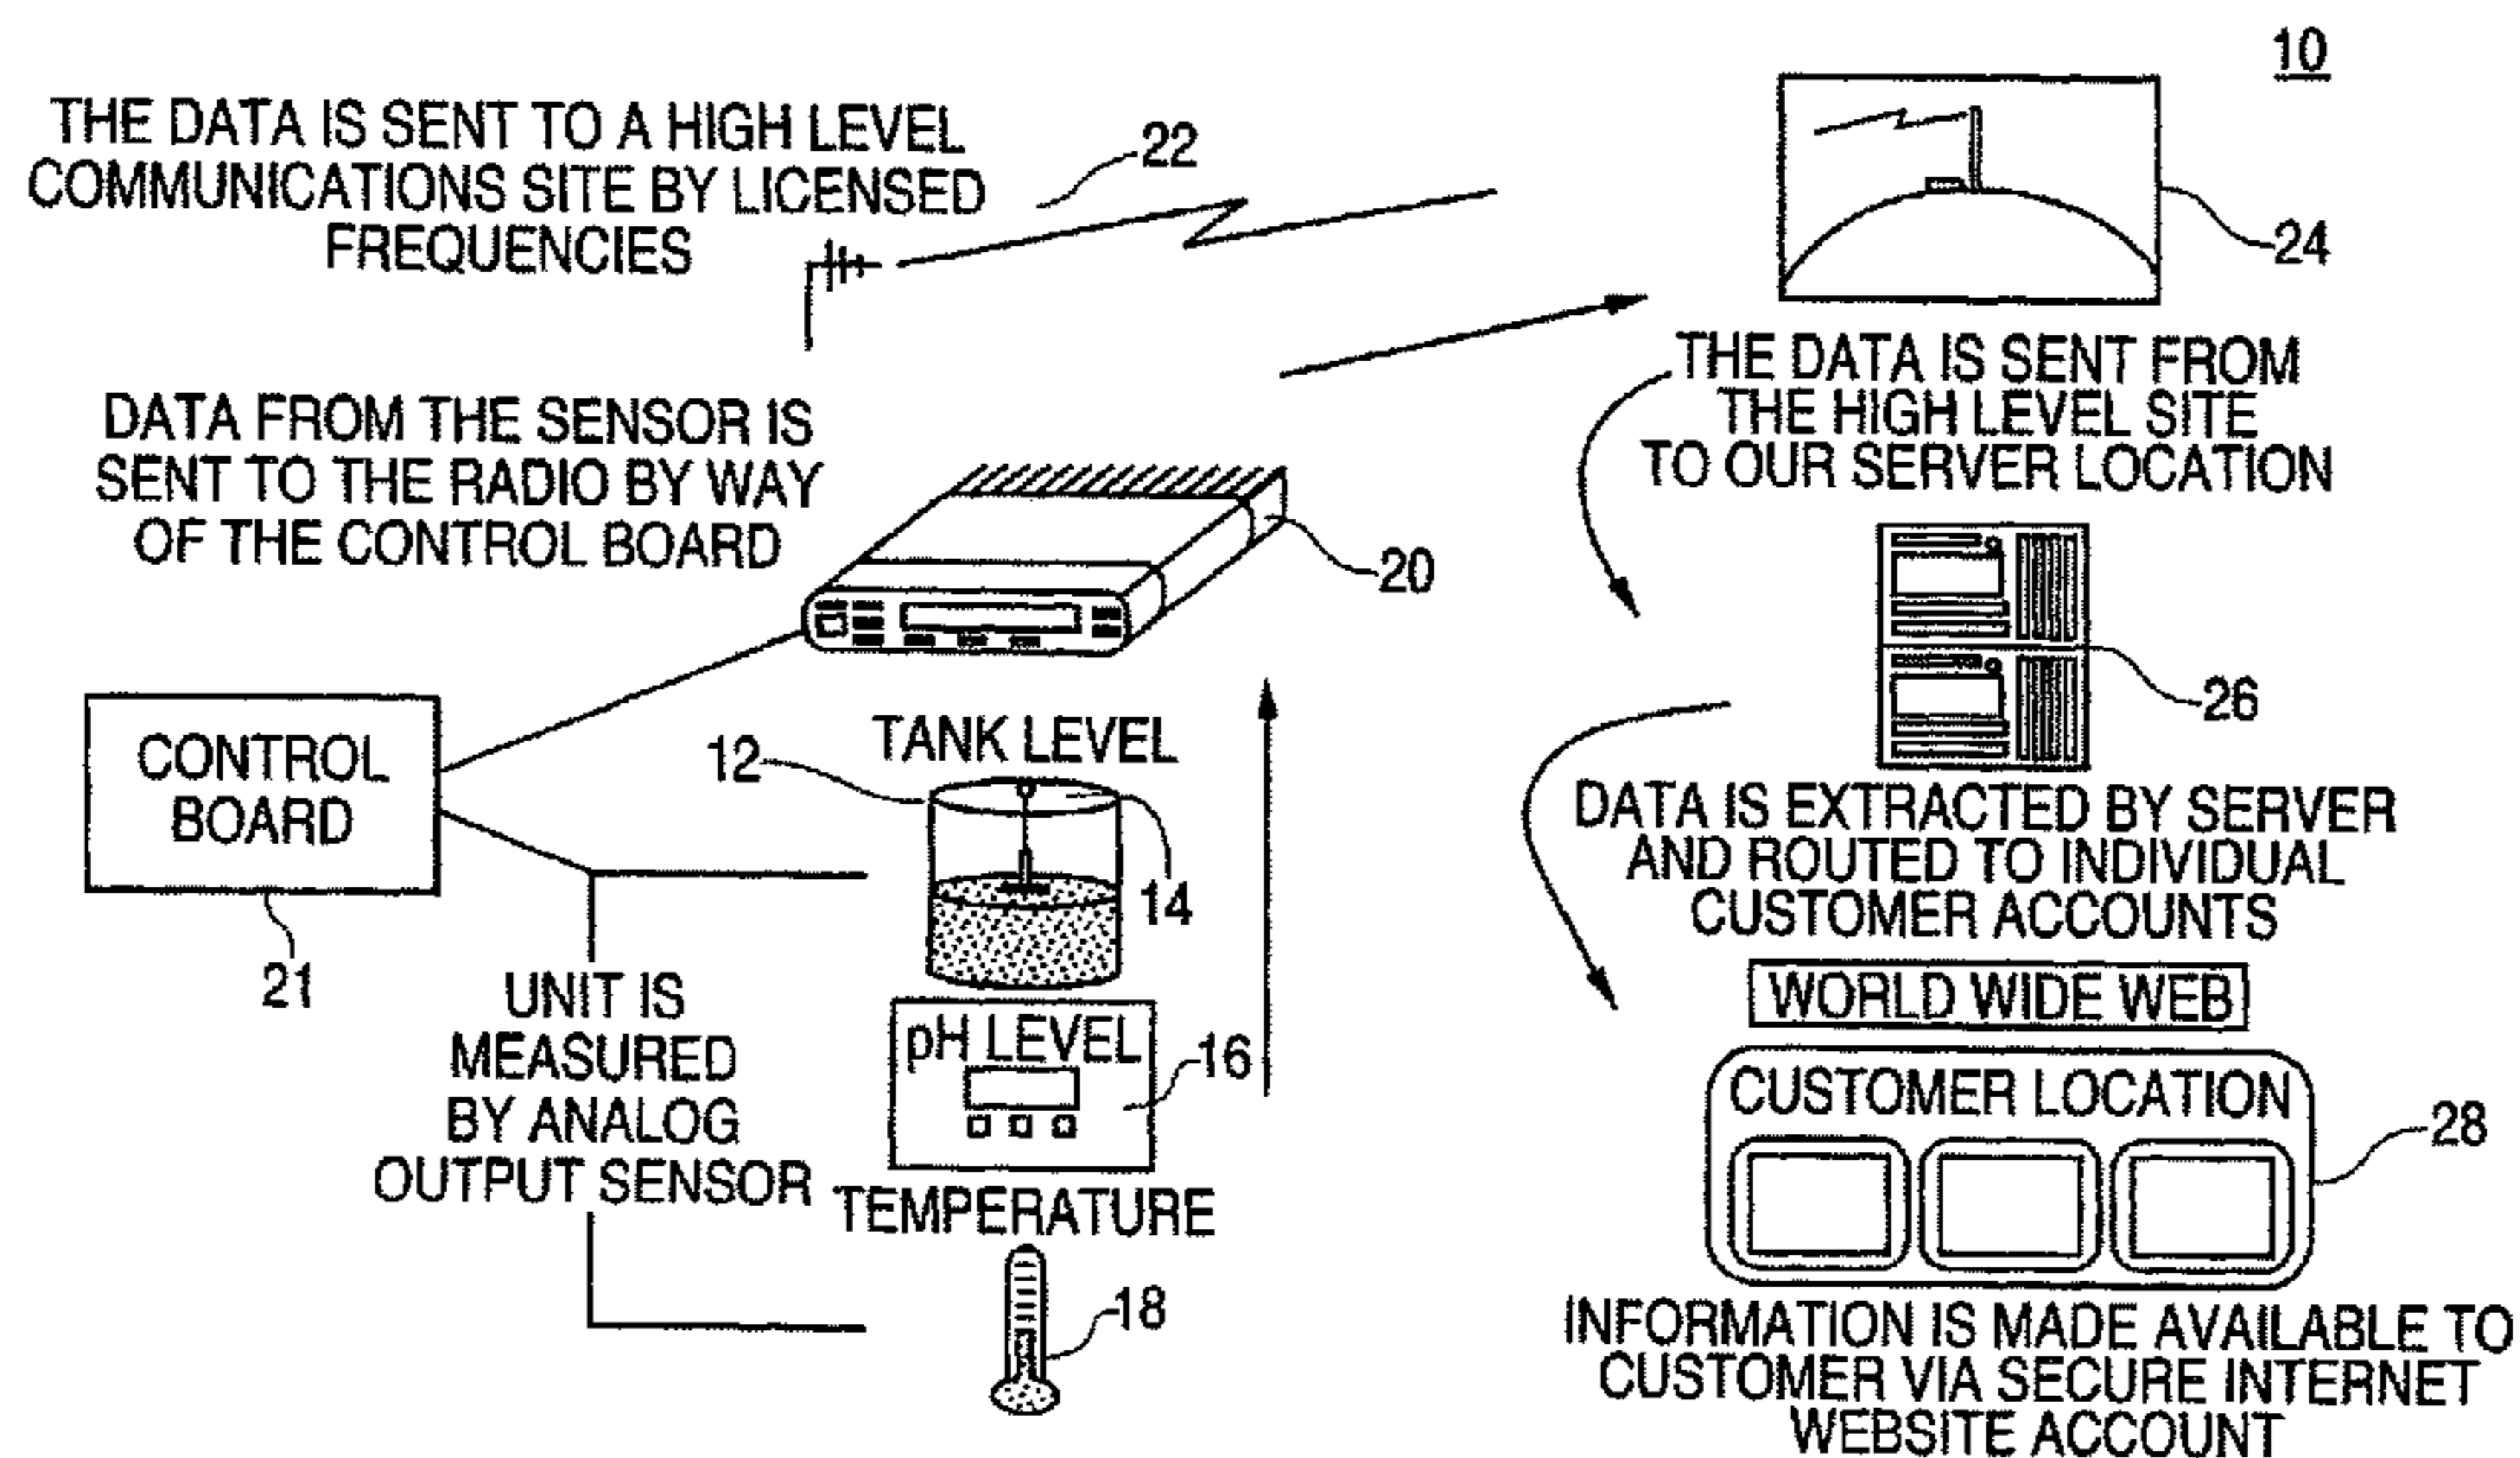 10
THE DATA IS SENT TO A HIGH LEVEL
COMMUNICATIONS SITE BY LICENSED
FREQUENCIES
22
24
THE DATA IS SENT FROM
THE HIGH LEVEL SITE
TO OUR SERVER LOCATION
DATA FROM THE SENSOR IS
SENT TO THE RADIO BY WAY
OF THE CONTROL BOARD
20
26
CONTROL
BOARD
21
TANK LEVEL
12
14
UNIT IS
MEASURED
BY ANALOG
OUTPUT SENSOR
pH LEVEL
16
TEMPERATURE
18
DATA IS EXTRACTED BY SERVER
AND ROUTED TO INDIVIDUAL
CUSTOMER ACCOUNTS
WORLD WIDE WEB
CUSTOMER LOCATION
28
INFORMATION IS MADE AVAILABLE TO
CUSTOMER VIA SECURE INTERNET
WEBSITE ACCOUNT